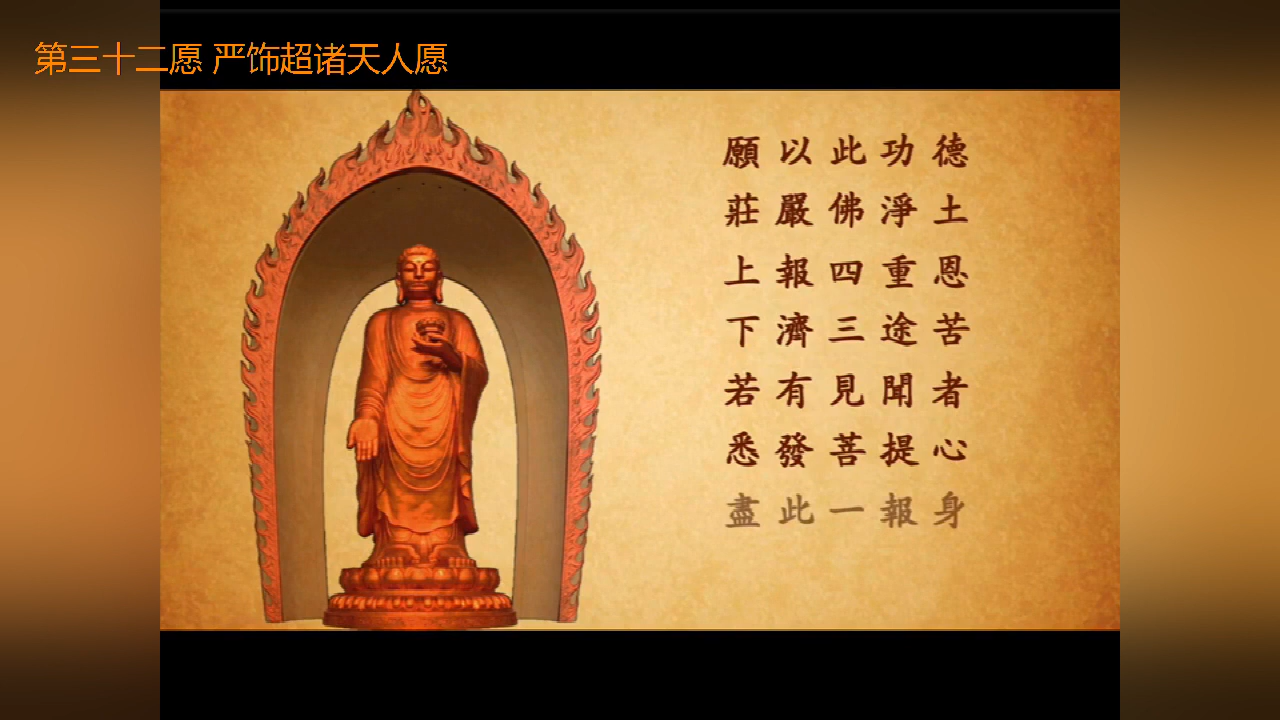 第三十二愿 严饰超诸天人愿
願以此功德
莊嚴佛淨土
上報四重恩
下濟三途苦
若有見聞者
悉發菩提心
盡此一報身